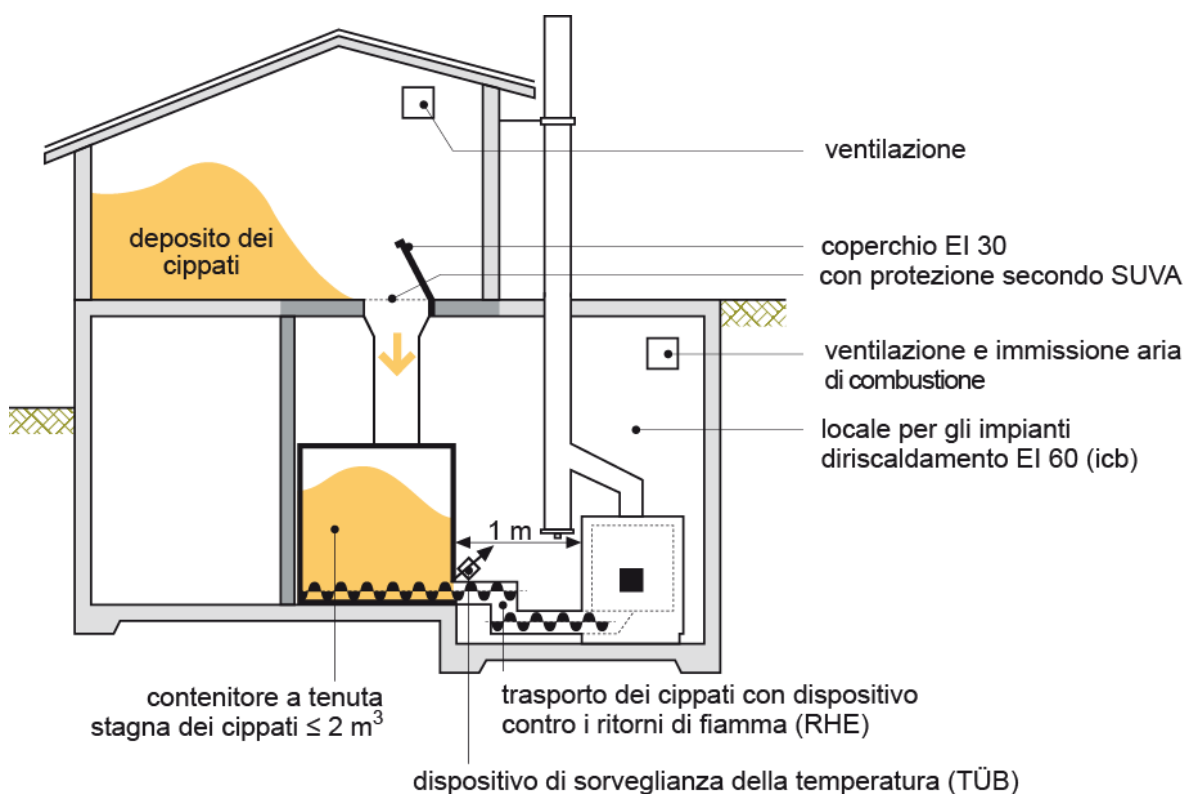 ventilazione
deposito dei
cippati
coperchio EI 30
con protezione secondo SUVA
ventilazione e immissione aria
di combustione
locale per gli impianti
diriscaldamento EI 60 (icb)
1 m
contenitore a tenuta
stagna dei cippati ≤ 2 m³
trasporto dei cippati con dispositivo
contro i ritorni di fiamma (RHE)
dispositivo di sorveglianza della temperatura (TÜB)